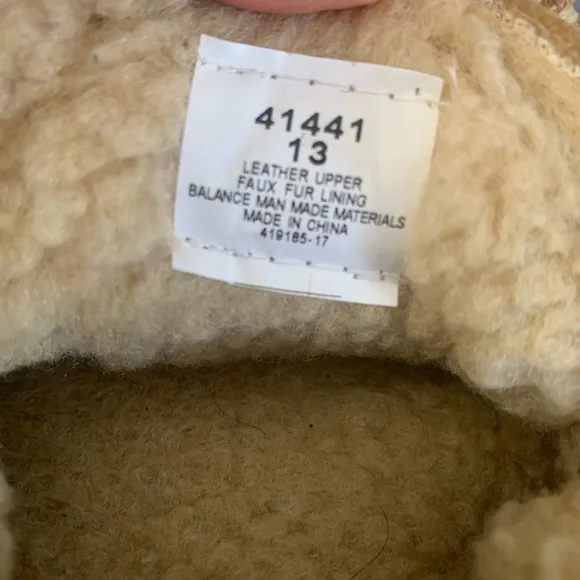 41441
13
LEATHER UPPER
FAUX FUR LINING
BALANCE MAN MADE MATERIALS
MADE IN CHINA
419185-17